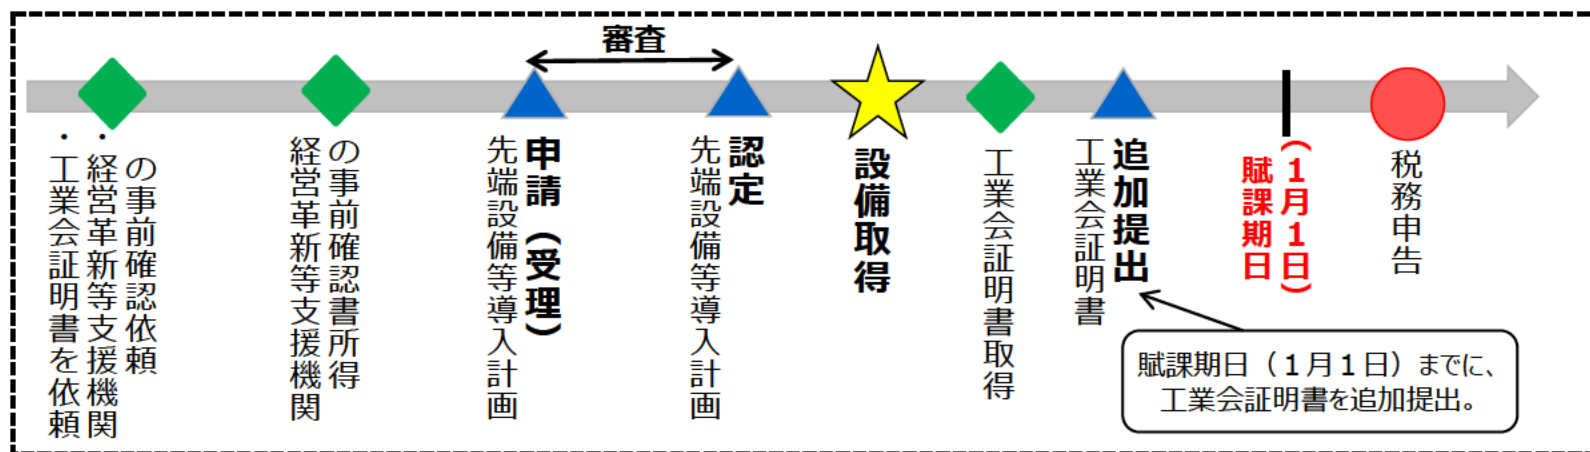 審査
・工業会証明書を依頼
・経営革新等支援機関
の事前確認依頼
経営革新等支援機関
の事前確認書所得
先端設備等導入計画
申請（受理）
先端設備等導入計画
認定
設備取得
工業会証明書取得
工業会証明書
追加提出
賦課期日
（1月1日）
税務申告
賦課期日（1月1日）までに、
工業会証明書を追加提出。